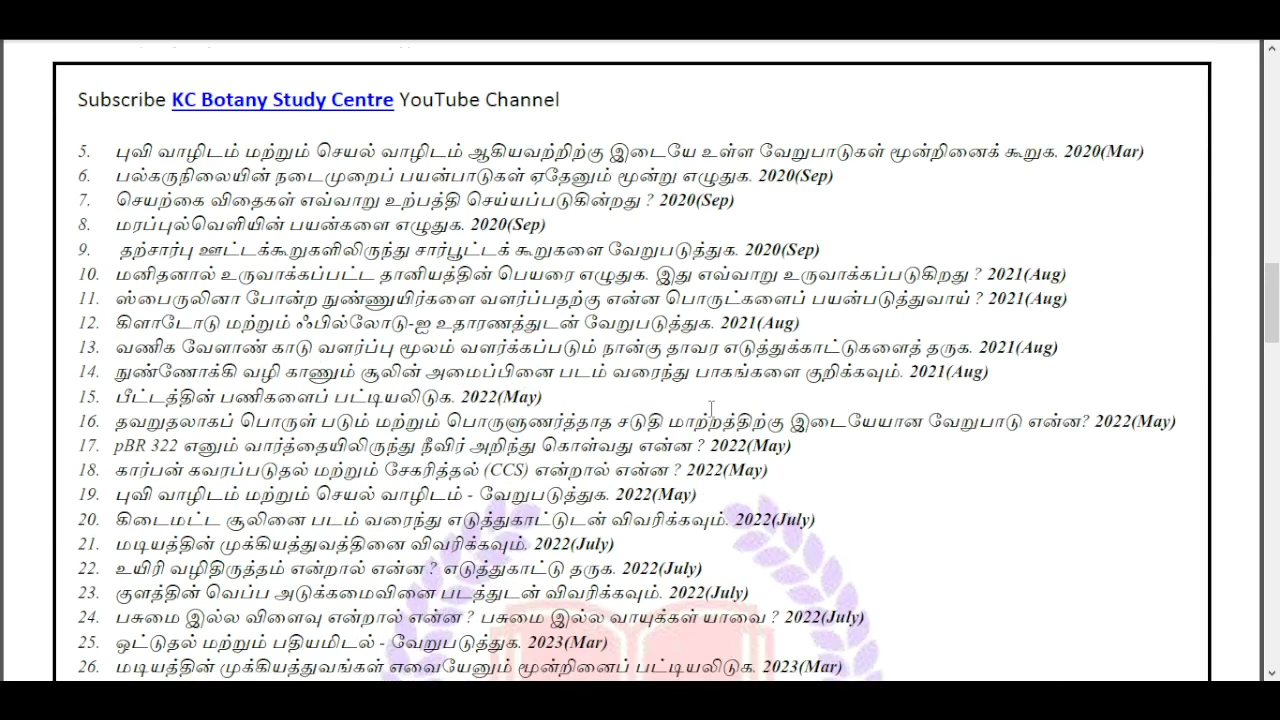 Subscribe KC Botany Study Centre YouTube Channel
5. புவி வாழிடம் மற்றும் செயல் வாழிடம் ஆகியவற்றிற்கு இடையே உள்ள வேறுபாடுகள் மூன்றினைக் கூறுக. 2020(Mar)
6. பல்கருநிலையின் நடைமுறைப் பயன்பாடுகள் ஏதேனும் மூன்று எழுதுக. 2020(Sep)
7. செயற்கை விதைகள் எவ்வாறு உற்பத்தி செய்யப்படுகின்றது ? 2020(Sep)
8. மரப்புல்வெளியின் பயன்களை எழுதுக. 2020(Sep)
9. தற்சார்பு ஊட்டக்கூறுகளிலிருந்து சார்பூட்டக் கூறுகளை வேறுபடுத்துக. 2020(Sep)
10. மனிதனால் உருவாக்கப்பட்ட தானியத்தின் பெயரை எழுதுக. இது எவ்வாறு உருவாக்கப்படுகிறது ? 2021(Aug)
11. ஸ்பைருலினா போன்ற நுண்ணுயிர்களை வளர்ப்பதற்கு என்ன பொருட்களைப் பயன்படுத்துவாய் ? 2021(Aug)
12. கிளாடோடு மற்றும் ஃபில்லோடு-ஐ உதாரணத்துடன் வேறுபடுத்துக. 2021(Aug)
13. வணிக வேளாண் காடு வளர்ப்பு மூலம் வளர்க்கப்படும் நான்கு தாவர எடுத்துக்காட்டுகளைத் தருக. 2021(Aug)
14. நுண்ணோக்கி வழி காணும் சூலின் அமைப்பினை படம் வரைந்து பாகங்களை குறிக்கவும். 2021(Aug)
15. பீட்டத்தின் பணிகளைப் பட்டியலிடுக. 2022(May)
16. தவறுதலாகப் பொருள் படும் மற்றும் பொருளுணர்த்தாத சடுதி மாற்றத்திற்கு இடையேயான வேறுபாடு என்ன? 2022(May)
17. pBR 322 எனும் வார்த்தையிலிருந்து நீவிர் அறிந்து கொள்வது என்ன ? 2022(May)
18. கார்பன் கவரப்படுதல் மற்றும் சேகரித்தல் (CCS) என்றால் என்ன ? 2022(May)
19. புவி வாழிடம் மற்றும் செயல் வாழிடம் - வேறுபடுத்துக. 2022(May)
20. கிடைமட்ட சூலினை படம் வரைந்து எடுத்துகாட்டுடன் விவரிக்கவும். 2022(July)
21. மடியத்தின் முக்கியத்துவத்தினை விவரிக்கவும். 2022(July)
22. உயிரி வழிதிருத்தம் என்றால் என்ன ? எடுத்துகாட்டு தருக. 2022(July)
23. குளத்தின் வெப்ப அடுக்கமைவினை படத்துடன் விவரிக்கவும். 2022(July)
24. பசுமை இல்ல விளைவு என்றால் என்ன ? பசுமை இல்ல வாயுக்கள் யாவை ? 2022(July)
25. ஒட்டுதல் மற்றும் பதியமிடல் - வேறுபடுத்துக. 2023(Mar)
26. மடியத்தின் முக்கியத்துவங்கள் எவையேனும் மூன்றினைப் பட்டியலிடுக. 2023(Mar)